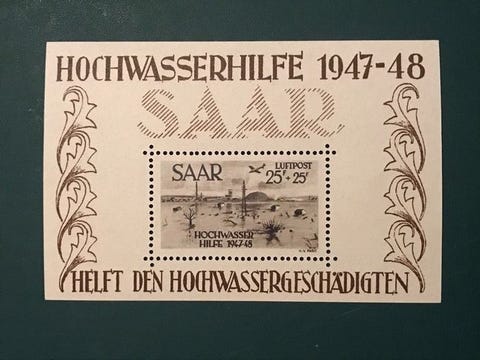 HOCHWASSERHILFE 1947-48
SAAR
SAAR LUFTPOST
25F+25F
HOCHWASSER
HILFE 1947-48
HELFT DEN HOCHWASSERGESCHÄDIGTEN